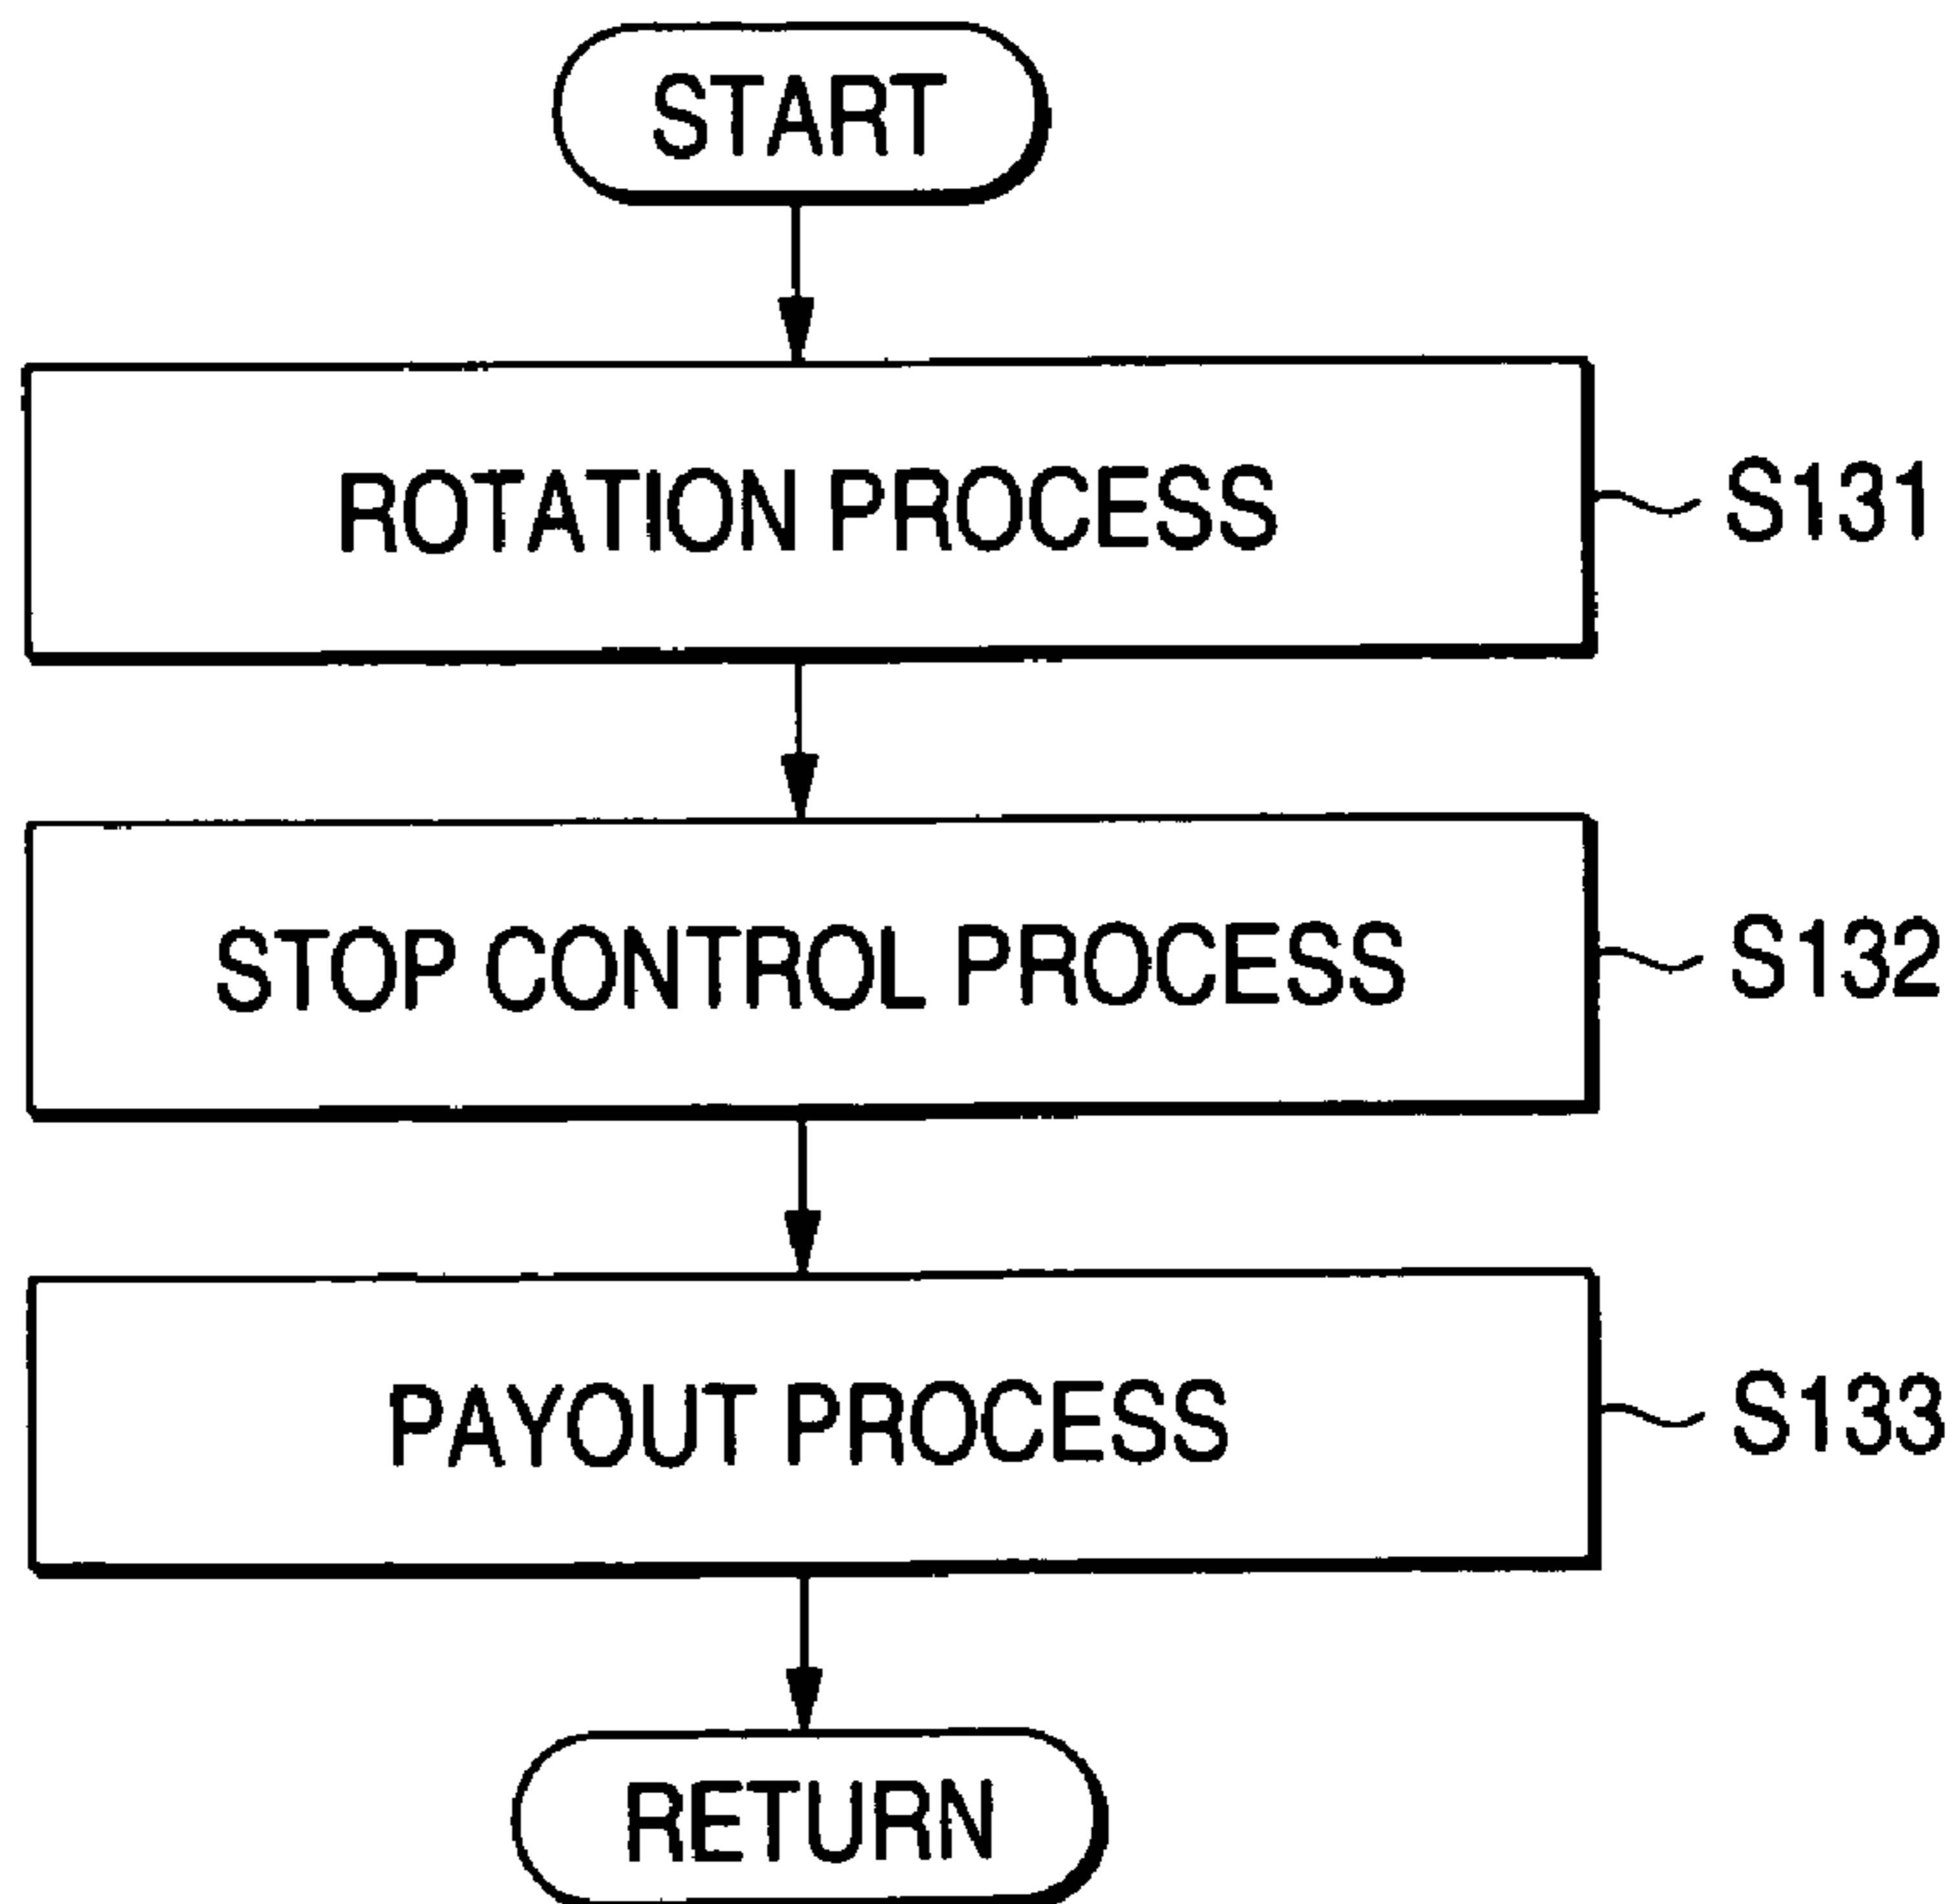 START
ROTATION PROCESS
S131
STOP CONTROL PROCESS
S132
PAYOUT PROCESS
S133
RETURN